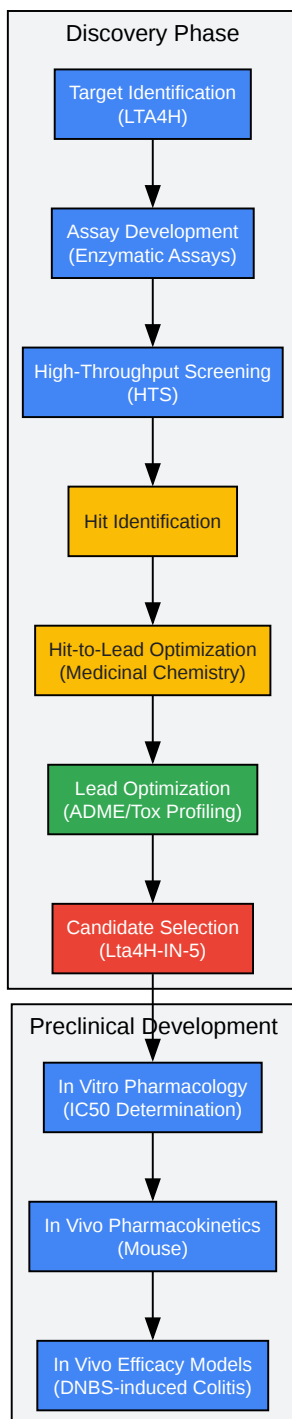 Discovery Phase
Target Identification
(LTA4H)
Assay Development
(Enzymatic Assays)
High-Throughput Screening
(HTS)
Hit Identification
Hit-to-Lead Optimization
(Medicinal Chemistry)
Lead Optimization
(ADME/Tox Profiling)
Candidate Selection
(Lta4H-IN-5)
Preclinical Development
In Vitro Pharmacology
(IC50 Determination)
In Vivo Pharmacokinetics
(Mouse)
In Vivo Efficacy Models
(DNBS-induced Colitis)